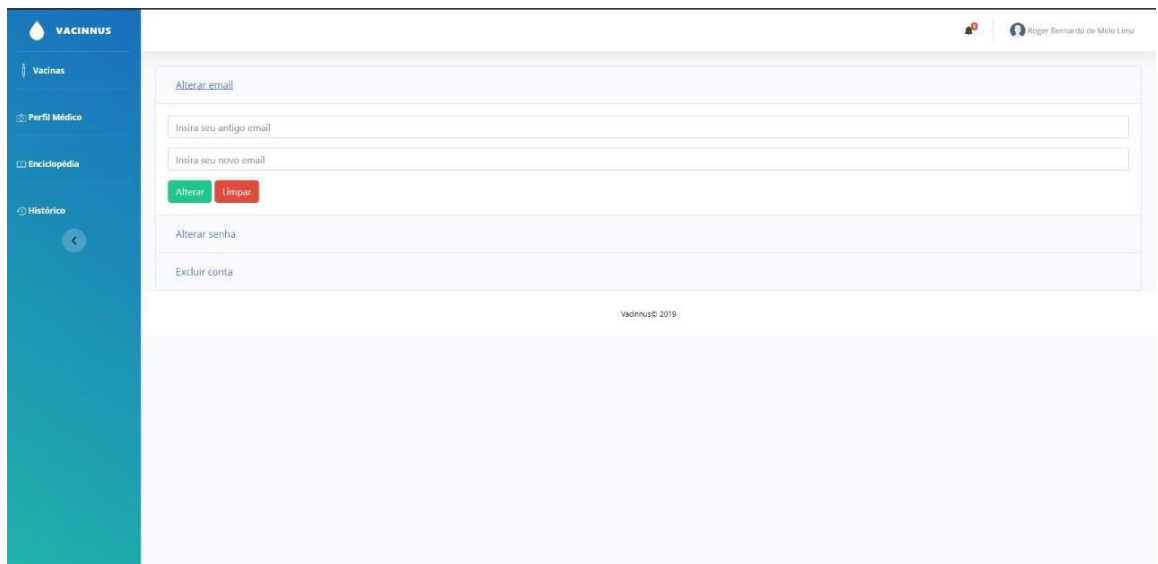 VACINNUS
Roger Bernardo de Melo Lima
Vacinas
Perfil Médico
Enciclopédia
Histórico
Alterar email
Insira seu antigo email
Insira seu novo email
Alterar Limpar
Alterar senha
Excluir conta
Vacinnus© 2019